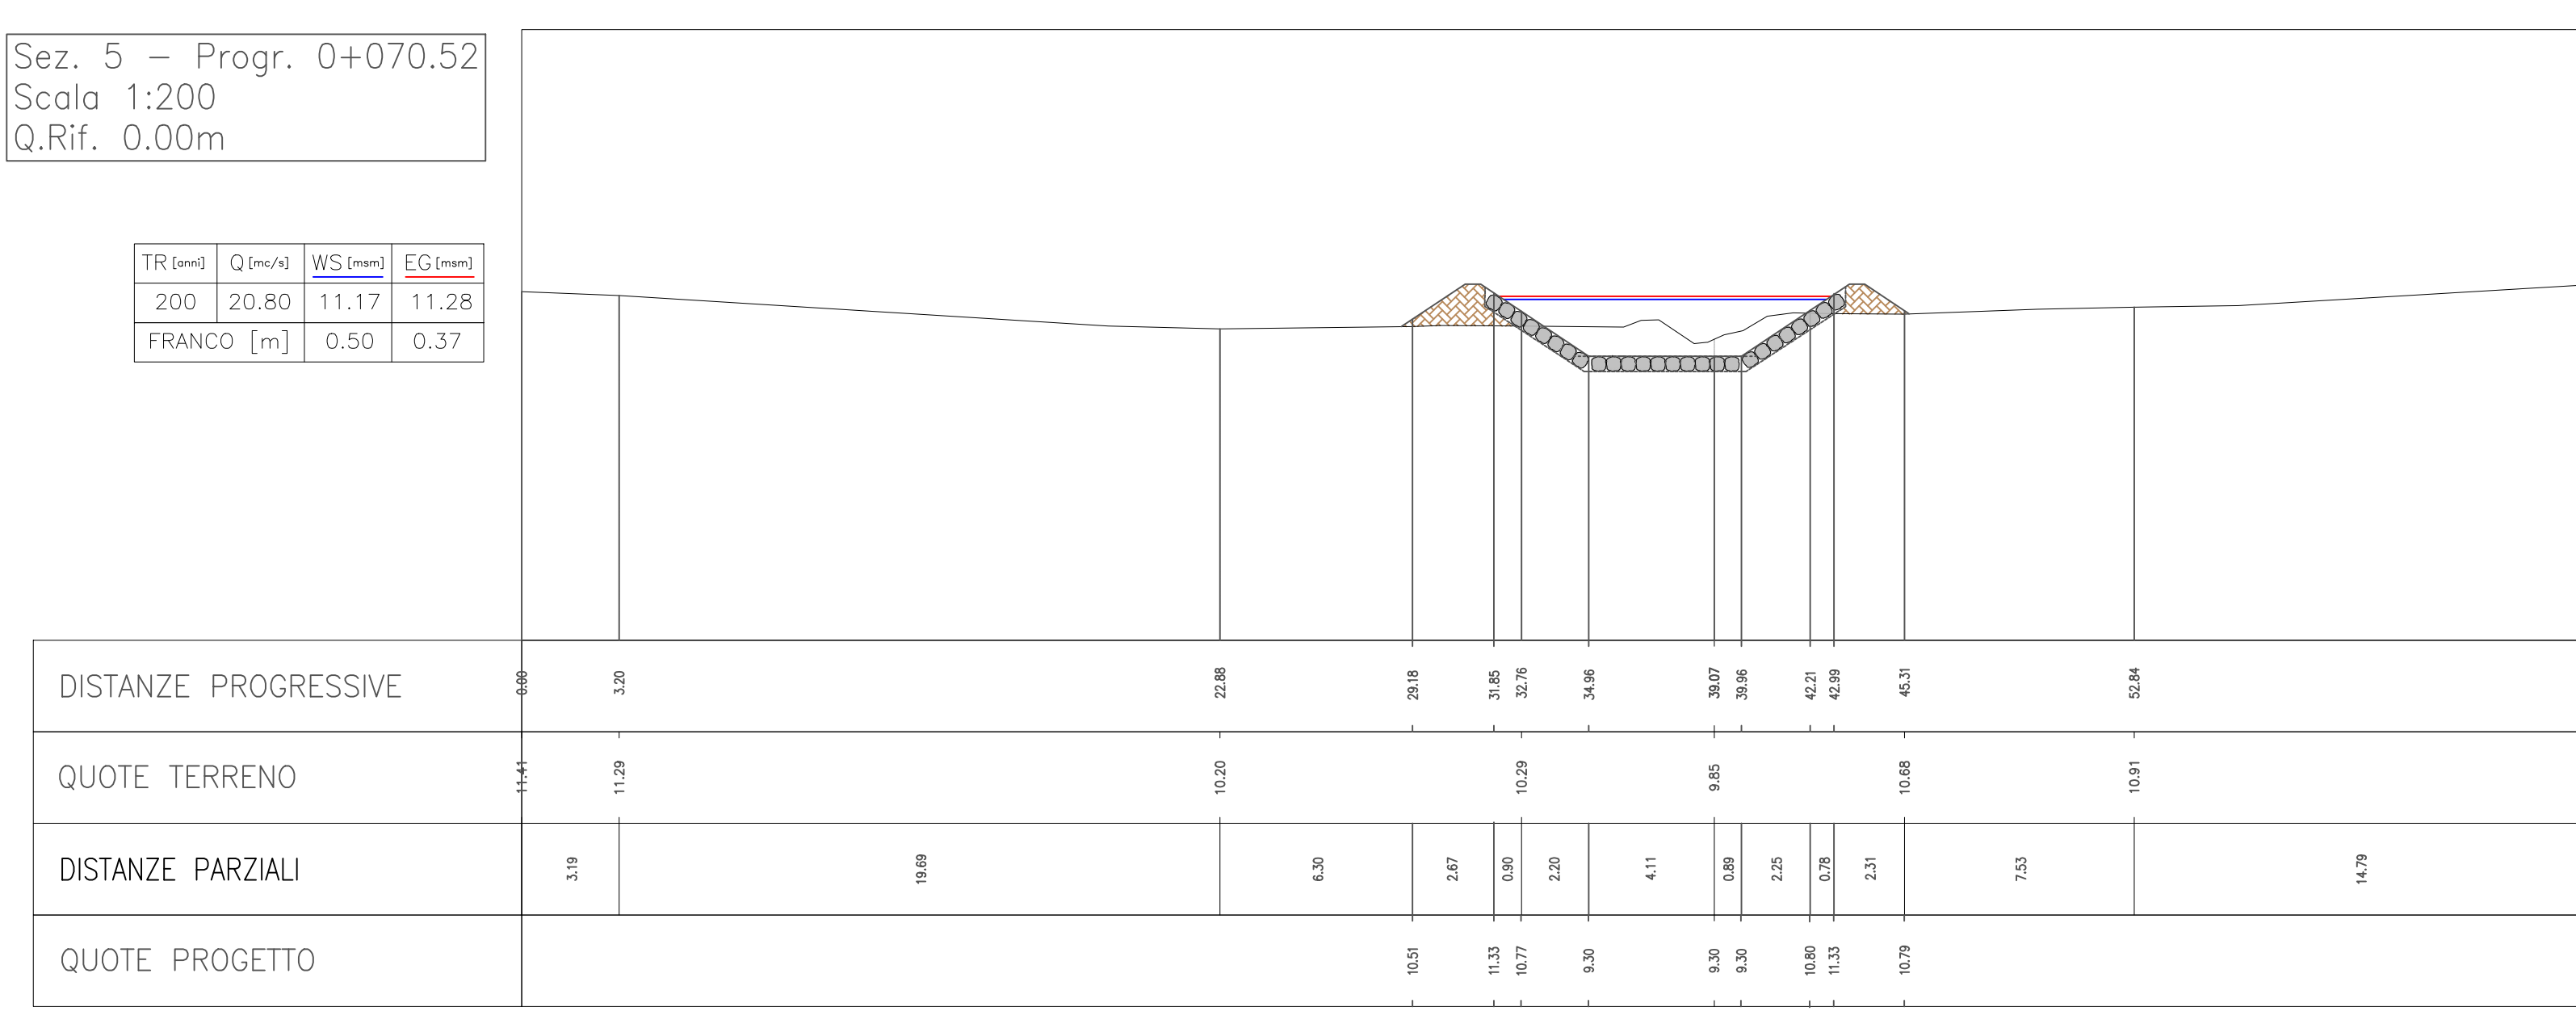 Sez. 5 – Progr. 0+070.52
Scala 1:200
Q.Rif. 0.00m
TR [anni] Q [mc/s] WS [msm] EG [msm]
200 20.80 11.17 11.28
FRANCO [m] 0.50 0.37
DISTANZE PROGRESSIVE 0.00 3.20 22.88 29.18 31.85 32.76 34.96 39.07 39.96 42.21 42.99 45.31 52.84
QUOTE TERRENO 11.41 11.29 10.20 10.29 9.85 10.68 10.91
DISTANZE PARZIALI 3.19 19.69 6.30 2.67 0.90 2.20 4.11 0.89 2.25 0.78 2.31 7.53 14.79
QUOTE PROGETTO 10.51 11.33 10.77 9.30 9.30 9.30 10.80 11.33 10.79